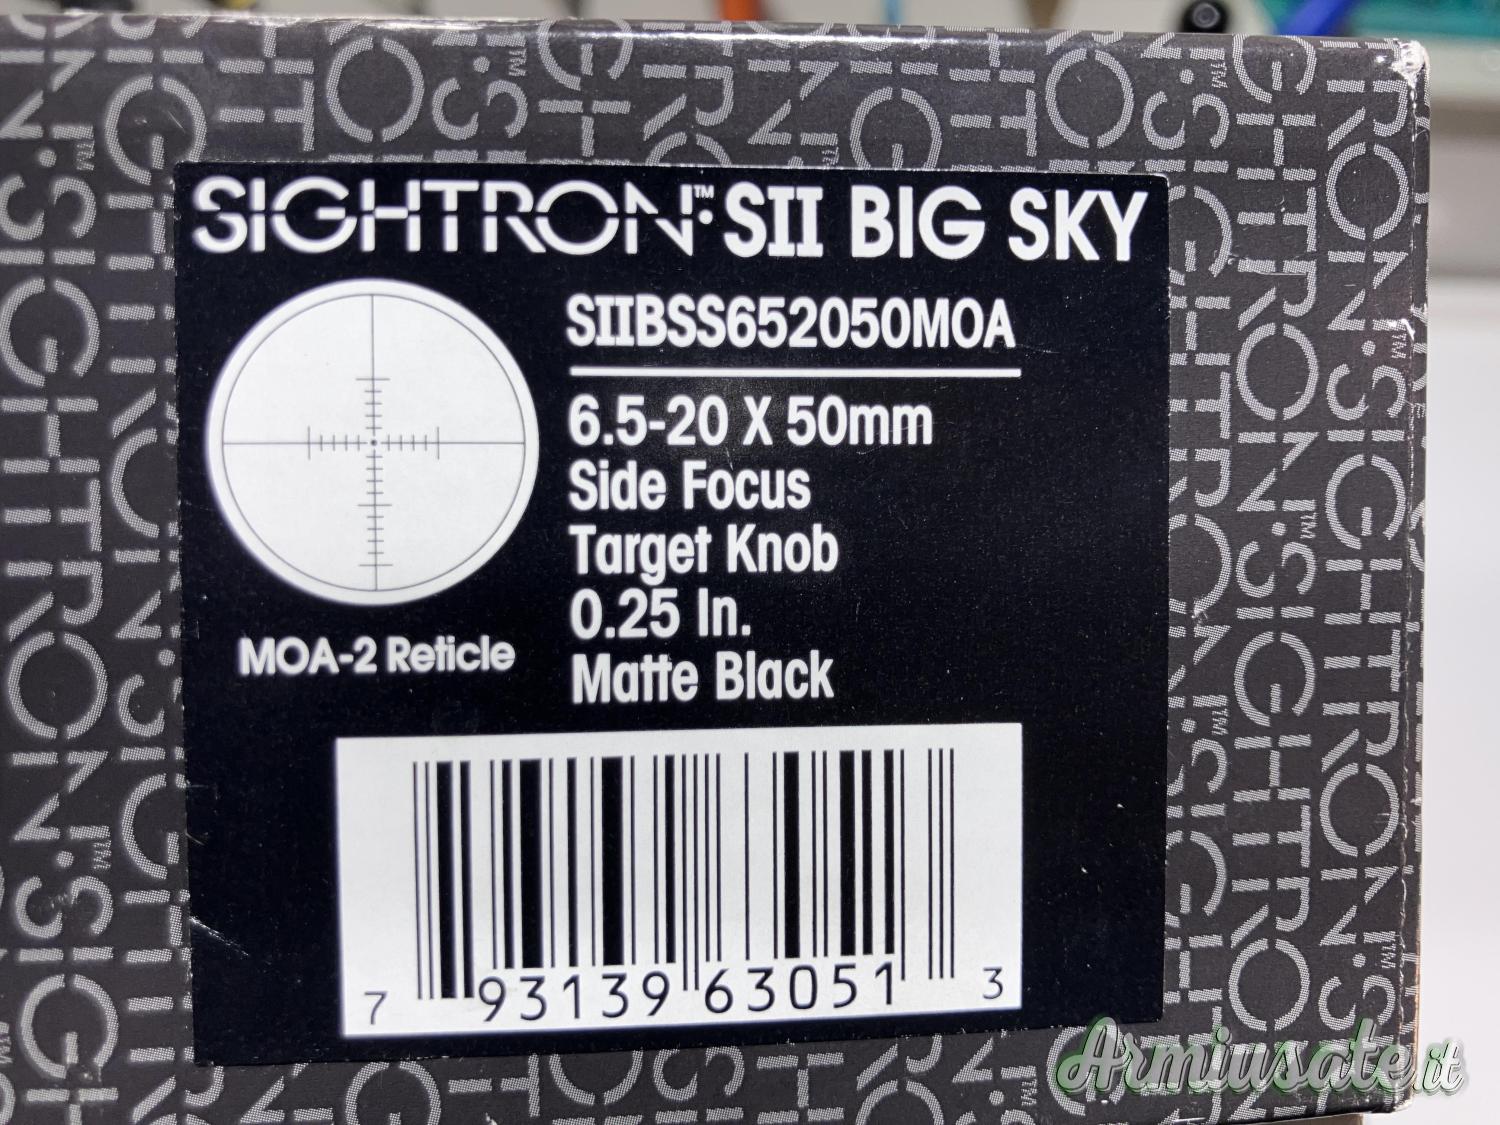 SIGHTRON™ SII BIG SKY
SIIBSS652050MOA
6.5-20 X 50mm
Side Focus
Target Knob
0.25 In.
Matte Black
MOA-2 Reticle
7 93139 63051 3
Armiusate.it